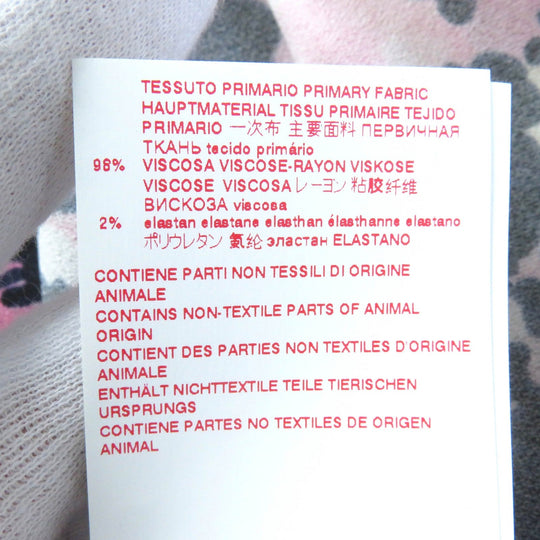 TESSUTO PRIMARIO PRIMARY FABRIC
HAUPTMATERIAL TISSU PRIMAIRE TEJIDO
PRIMARIO 一次布 主要面料 ПЕРВИЧНАЯ
ТКАНЬ tecido primário
98% VISCOSA VISCOSE-RAYON VISKOSE
VISCOSE VISCOSA レーヨン 粘胶纤维
ВИСКОЗА viscosa
2% elastan elastane elasthan élasthanne elastano
ポリウレタン 氨纶 эластан ELASTANO
CONTIENE PARTI NON TESSILI DI ORIGINE
ANIMALE
CONTAINS NON-TEXTILE PARTS OF ANIMAL
ORIGIN
CONTIENT DES PARTIES NON TEXTILES D'ORIGINE
ANIMALE
ENTHÄLT NICHTTEXTILE TEILE TIERISCHEN
URSPRUNGS
CONTIENE PARTES NO TEXTILES DE ORIGEN
ANIMAL